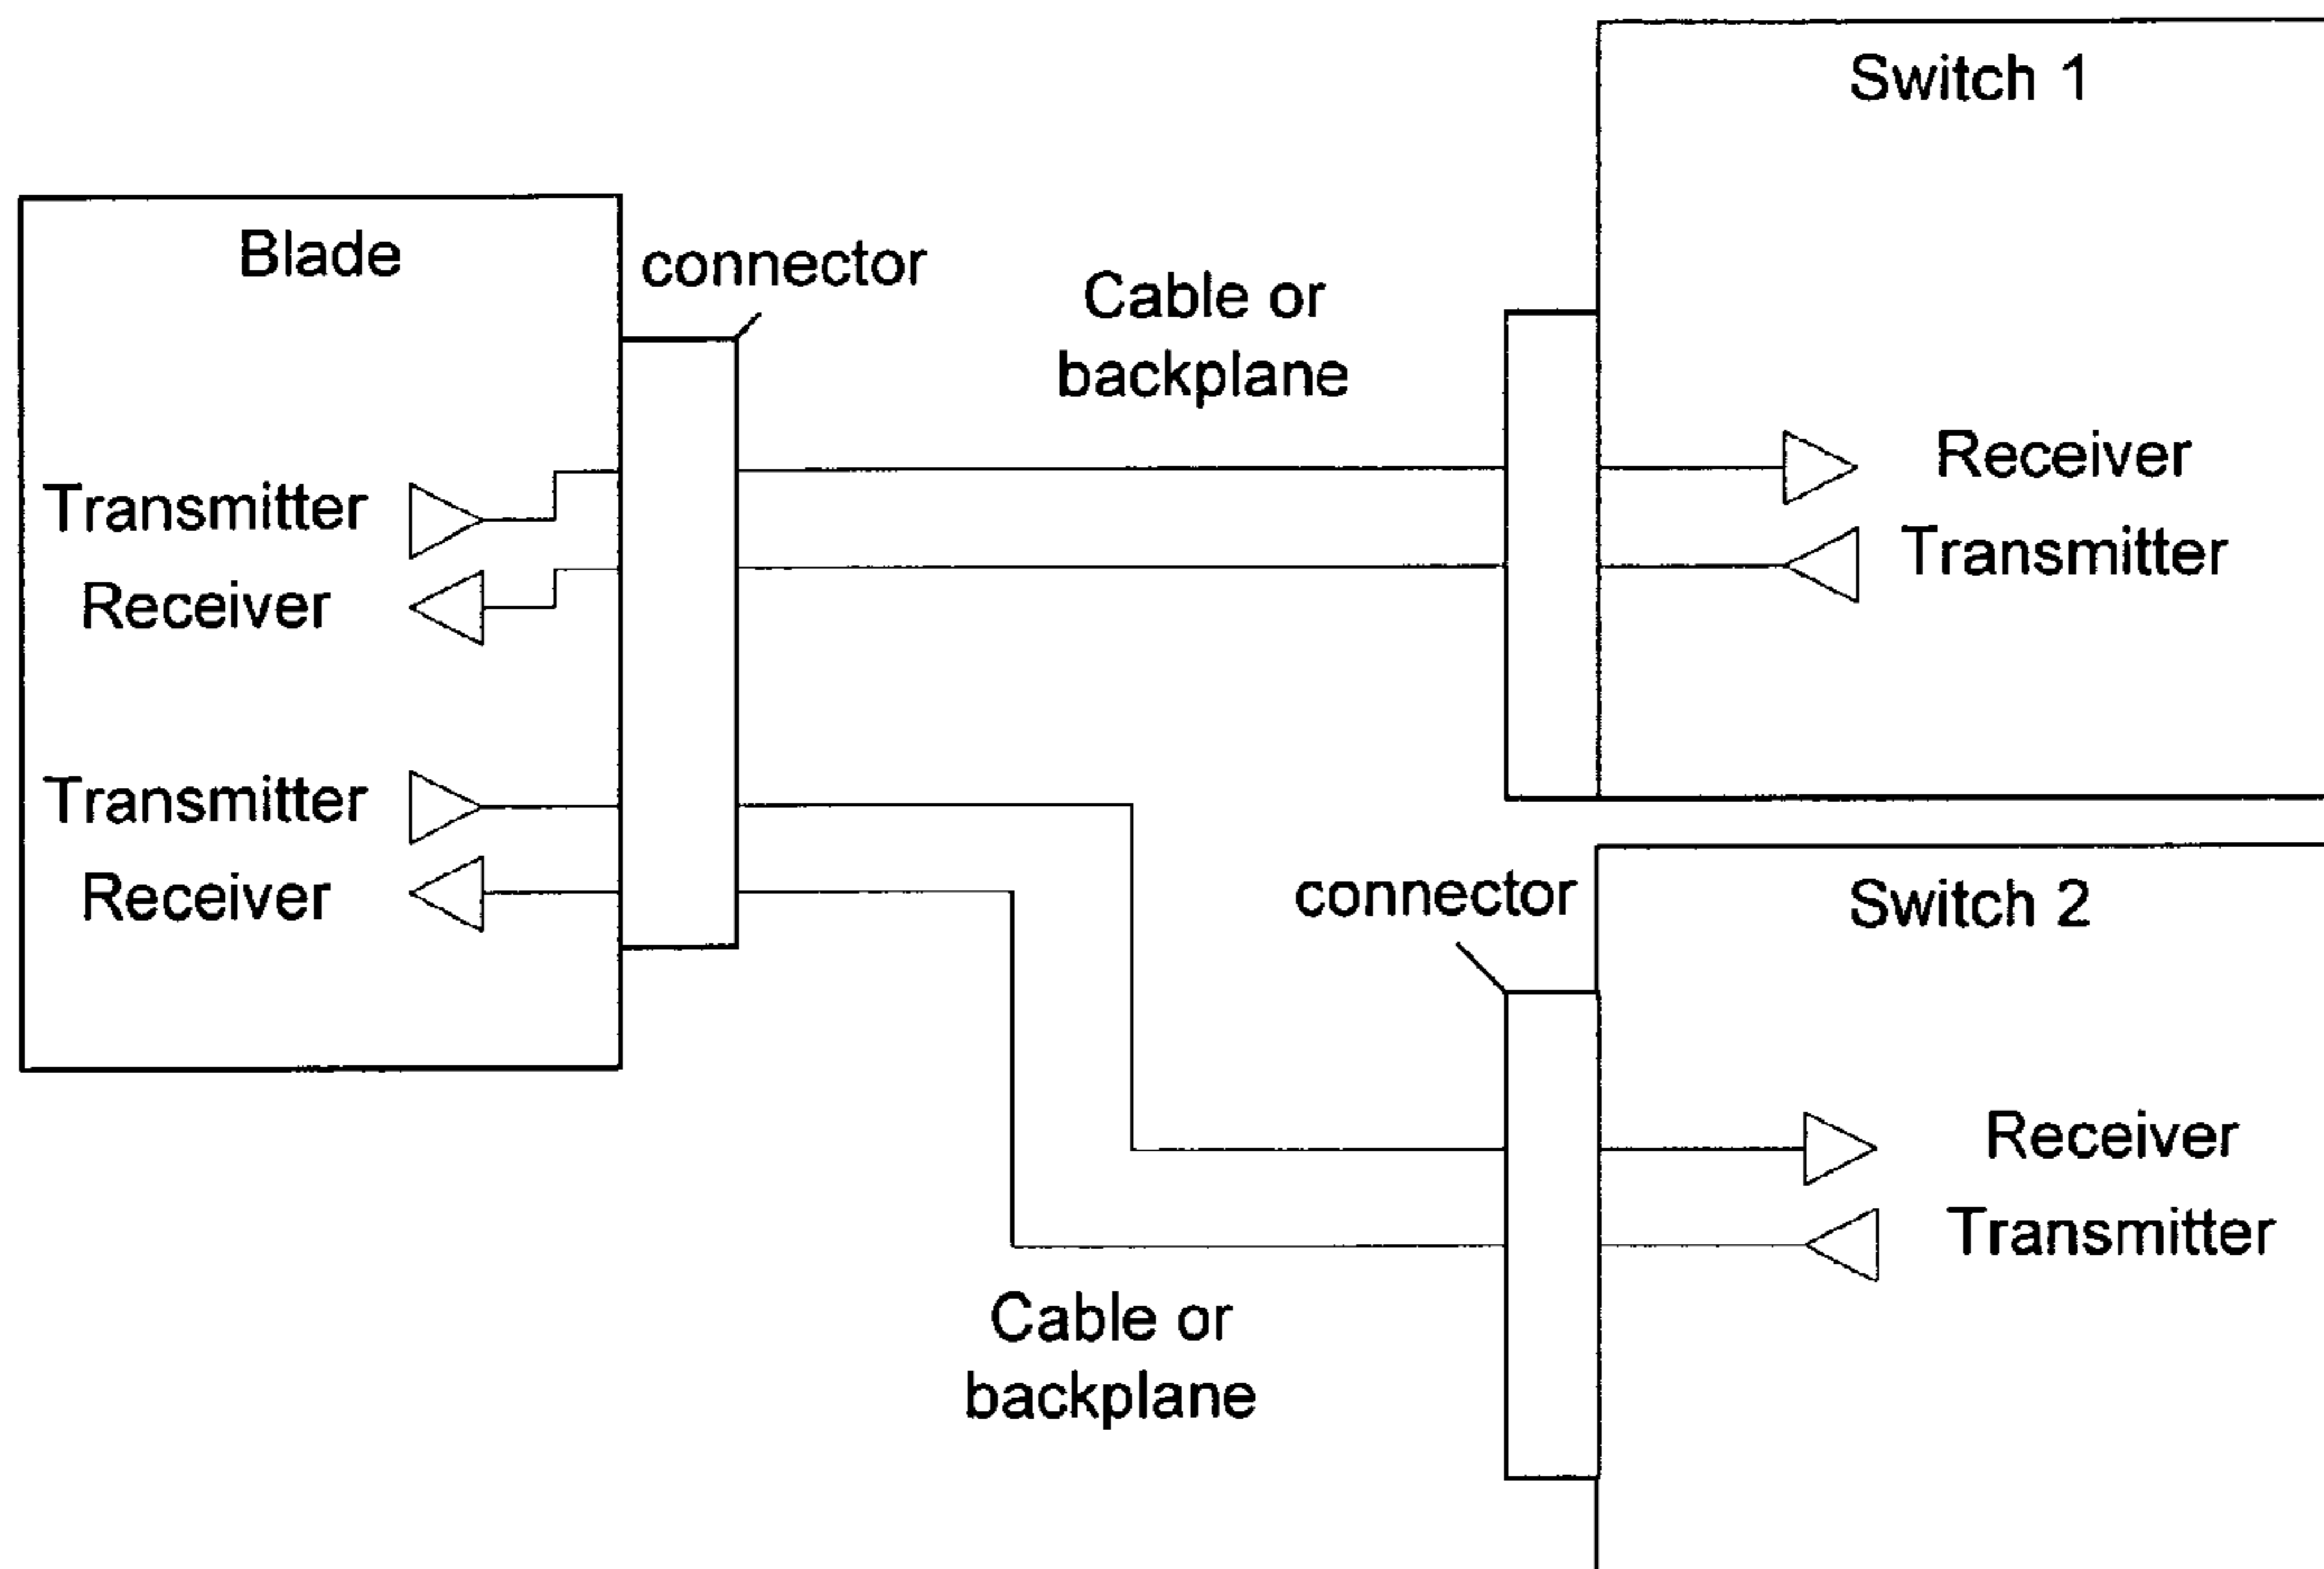 Switch 1
Blade
connector
Cable or
backplane
Receiver
Transmitter
Transmitter
Receiver
Transmitter
Receiver
connector
Switch 2
Receiver
Transmitter
Cable or
backplane